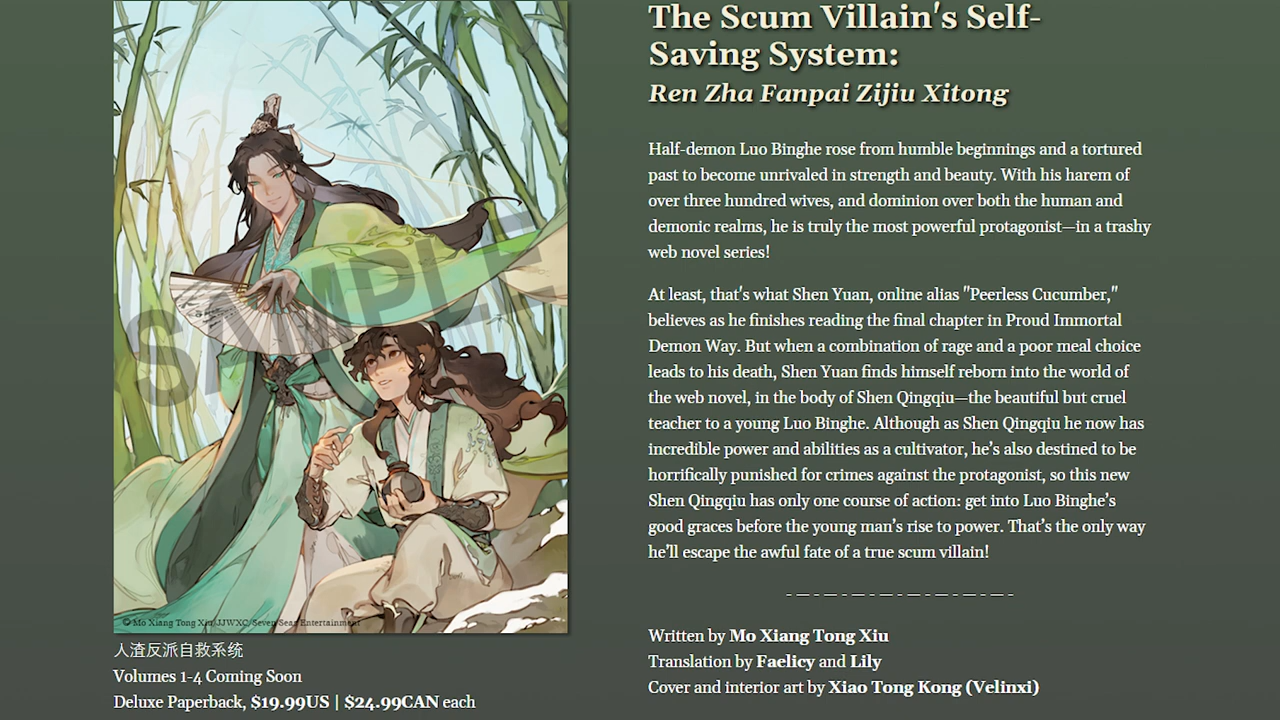 The Scum Villain's Self-
Saving System:
Ren Zha Fanpai Zijiu Xitong
Half-demon Luo Binghe rose from humble beginnings and a tortured
past to become unrivaled in strength and beauty. With his harem of
over three hundred wives, and dominion over both the human and
demonic realms, he is truly the most powerful protagonist—in a trashy
web novel series!
At least, that's what Shen Yuan, online alias "Peerless Cucumber,"
believes as he finishes reading the final chapter in Proud Immortal
Demon Way. But when a combination of rage and a poor meal choice
leads to his death, Shen Yuan finds himself reborn into the world of
the web novel, in the body of Shen Qingqiu—the beautiful but cruel
teacher to a young Luo Binghe. Although as Shen Qingqiu he now has
incredible power and abilities as a cultivator, he's also destined to be
horrifically punished for crimes against the protagonist, so this new
Shen Qingqiu has only one course of action: get into Luo Binghe's
good graces before the young man's rise to power. That's the only way
he'll escape the awful fate of a true scum villain!
Written by Mo Xiang Tong Xiu
Translation by Faelicy and Lily
Cover and interior art by Xiao Tong Kong (Velinxi)
SAMPLE
© Mo Xiang Tong Xiu/JJWXC/Seven Seas Entertainment
人渣反派自救系统
Volumes 1-4 Coming Soon
Deluxe Paperback, $19.99US | $24.99CAN each